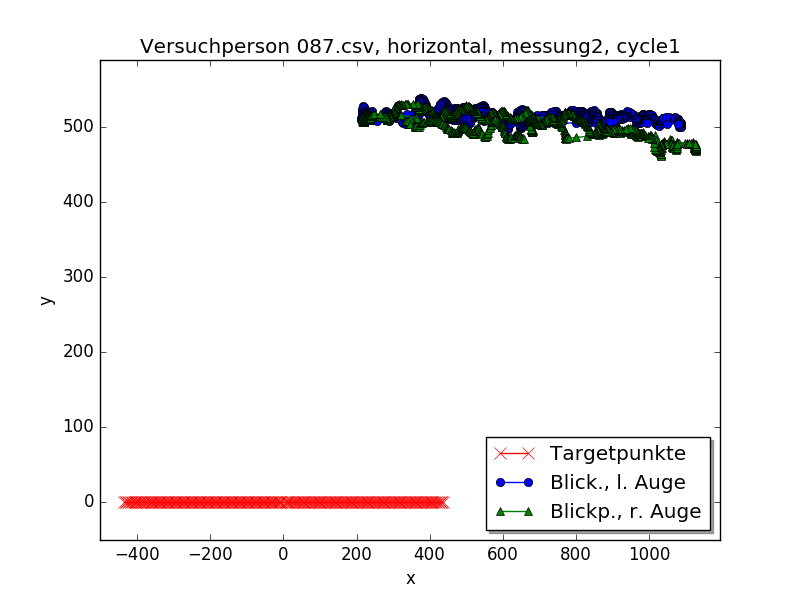 Versuchperson 087.csv, horizontal, messung2, cycle1
500
400
300
200
100
0
y
−400 −200 0 200 400 600 800 1000
x
Targetpunkte
Blick., l. Auge
Blickp., r. Auge